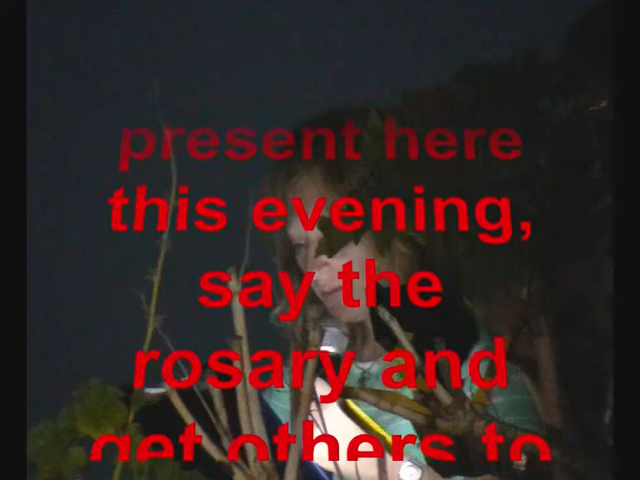 present here
this evening,
say the
rosary and
get others to